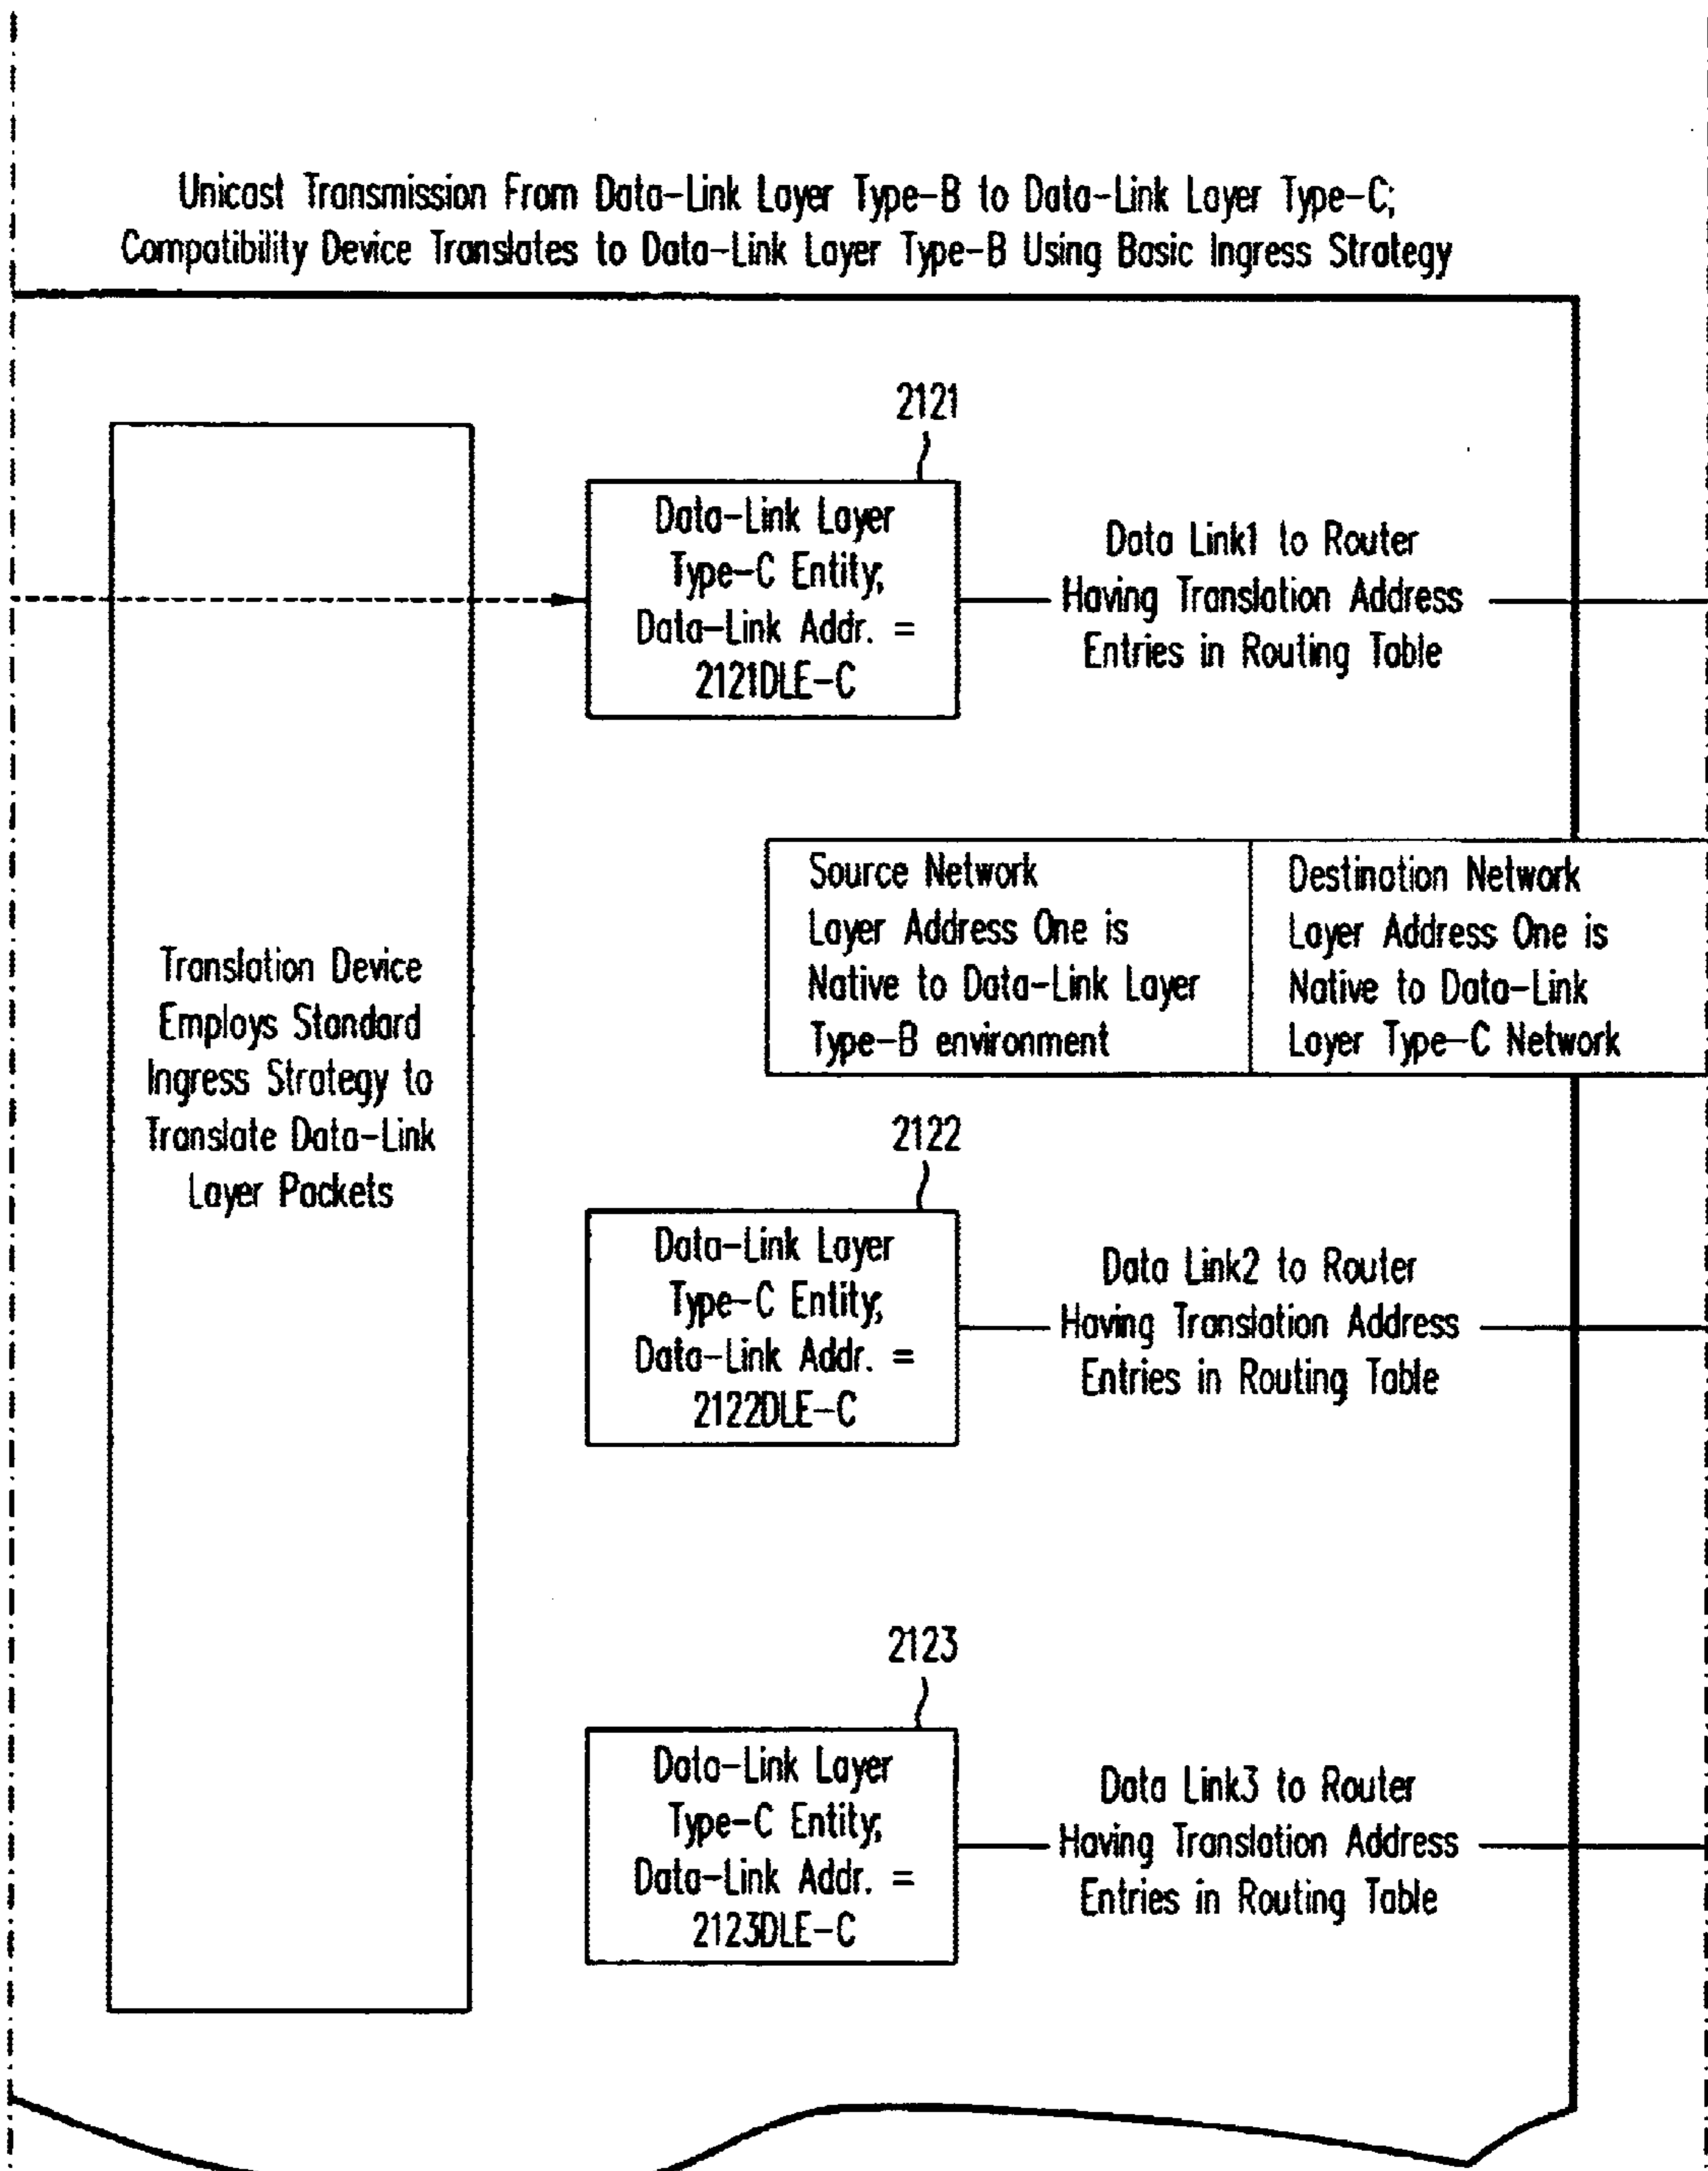 Unicast Transmission From Data-Link Layer Type-B to Data-Link Layer Type-C;
Compatibility Device Translates to Data-Link Layer Type-B Using Basic Ingress Strategy
2121
Data-Link Layer
Type-C Entity;
Data-Link Addr. =
2121DLE-C
Data Link1 to Router
Having Translation Address
Entries in Routing Table
Source Network
Layer Address One is
Native to Data-Link Layer
Type-B environment
Destination Network
Layer Address One is
Native to Data-Link
Layer Type-C Network
Translation Device
Employs Standard
Ingress Strategy to
Translate Data-Link
Layer Packets
2122
Data-Link Layer
Type-C Entity;
Data-Link Addr. =
2122DLE-C
Data Link2 to Router
Having Translation Address
Entries in Routing Table
2123
Data-Link Layer
Type-C Entity;
Data-Link Addr. =
2123DLE-C
Data Link3 to Router
Having Translation Address
Entries in Routing Table